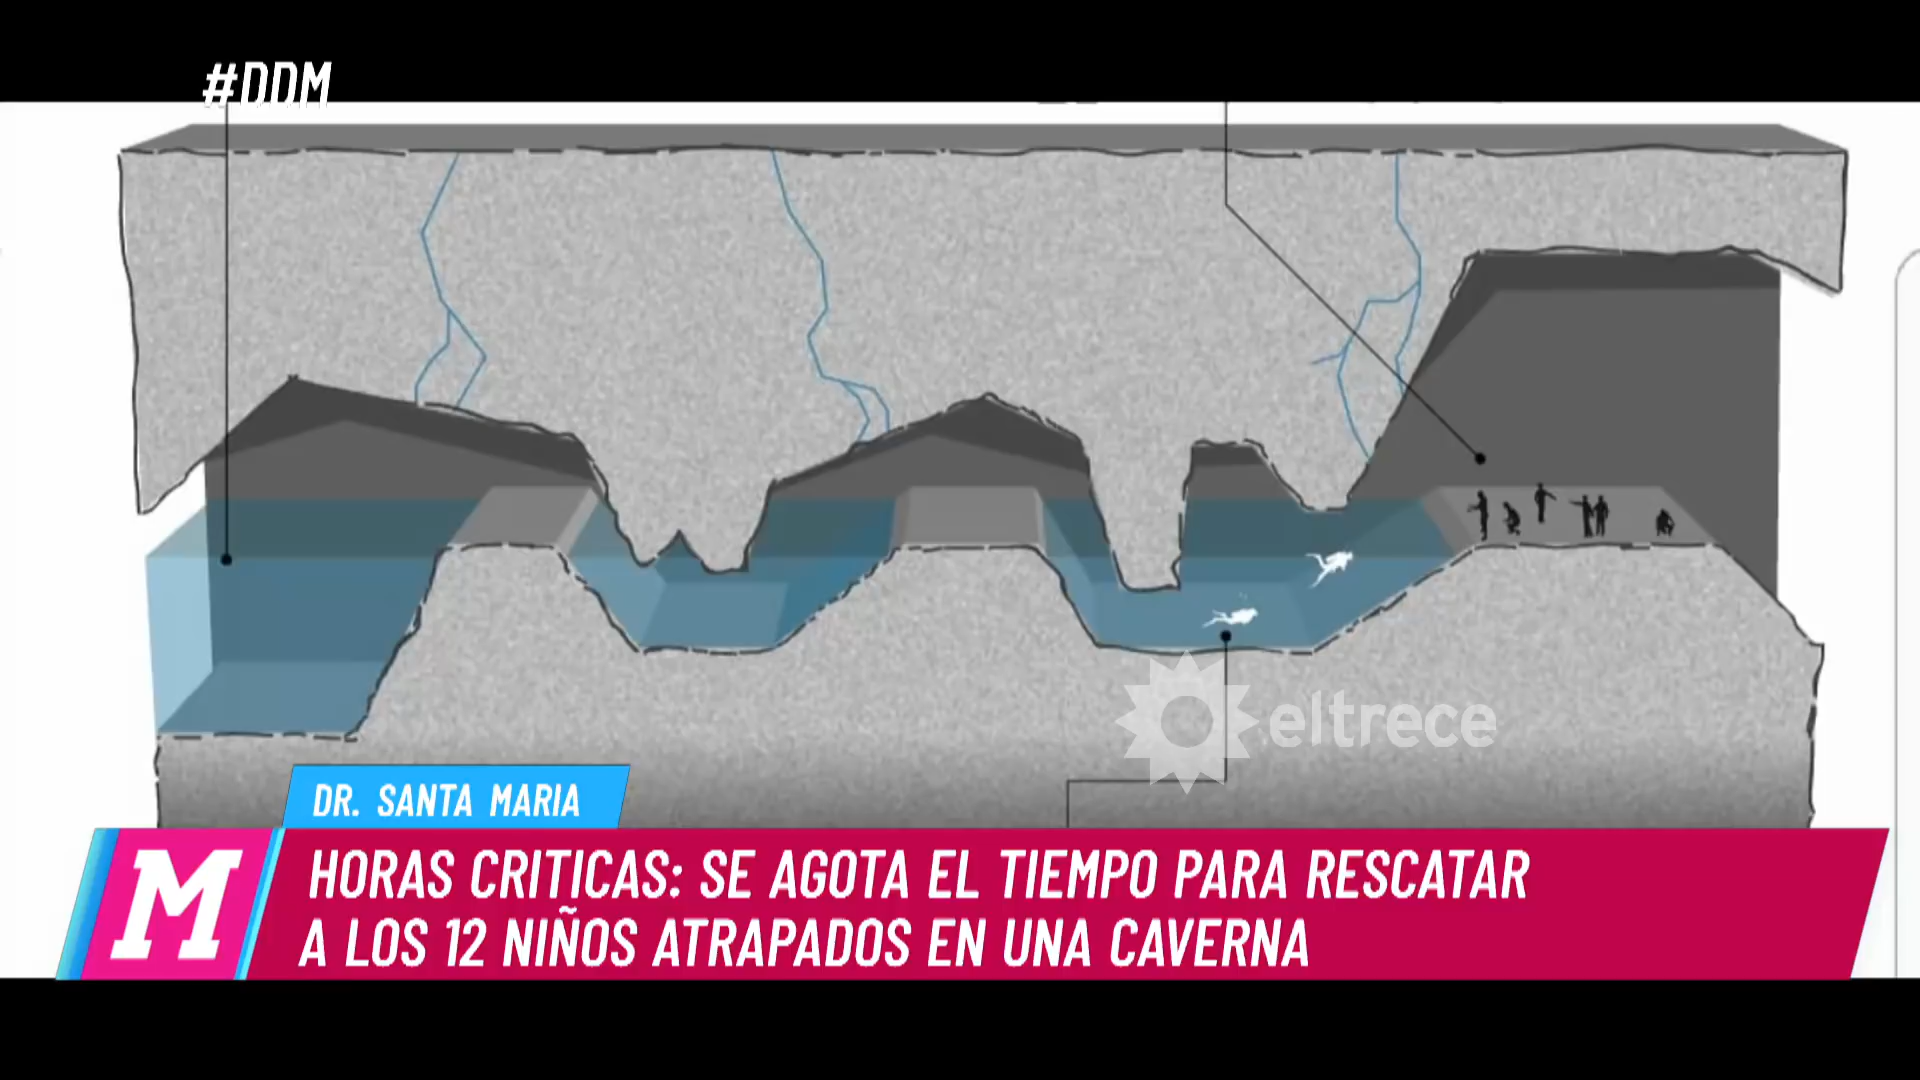 #DDM
eltrece
DR. SANTA MARIA
M
HORAS CRITICAS: SE AGOTA EL TIEMPO PARA RESCATAR
A LOS 12 NIÑOS ATRAPADOS EN UNA CAVERNA